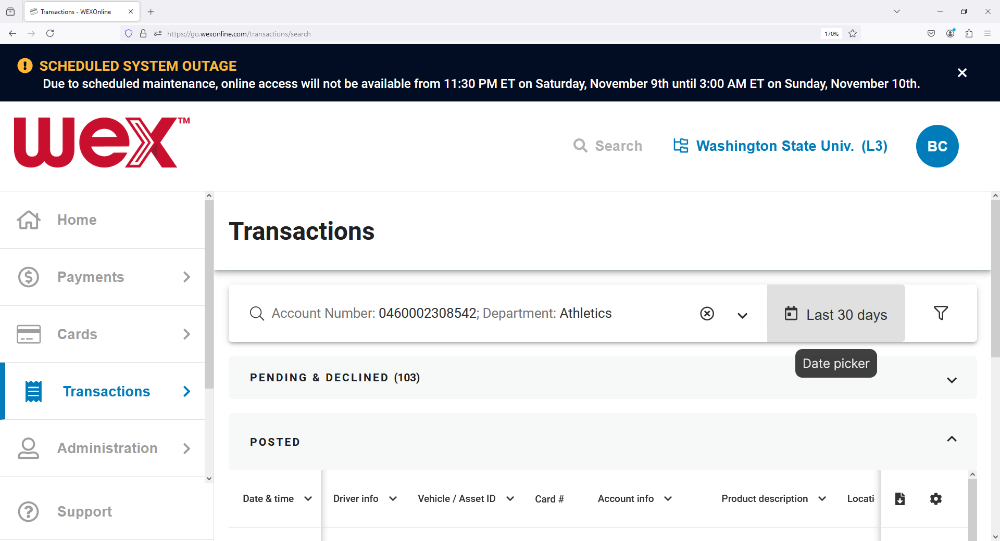 Transactions - WEXOnline
https://go.wexonline.com/transactions/search
170%
SCHEDULED SYSTEM OUTAGE
Due to scheduled maintenance, online access will not be available from 11:30 PM ET on Saturday, November 9th until 3:00 AM ET on Sunday, November 10th.
wex™
Search
Washington State Univ. (L3)
BC
Home
Payments
Cards
Transactions
Administration
Support
Transactions
Account Number: 0460002308542; Department: Athletics
Last 30 days
Date picker
PENDING & DECLINED (103)
POSTED
Date & time Driver info Vehicle / Asset ID Card # Account info Product description Locati